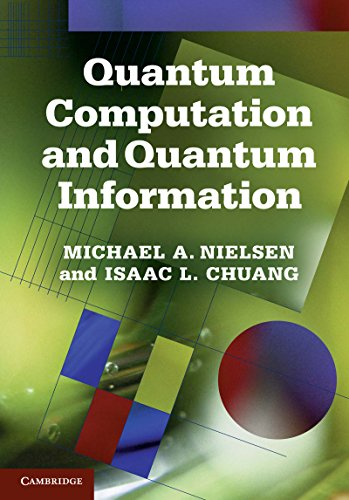 Quantum
Computation
and Quantum
Information
MICHAEL A. NIELSEN
and ISAAC L. CHUANG
CAMBRIDGE